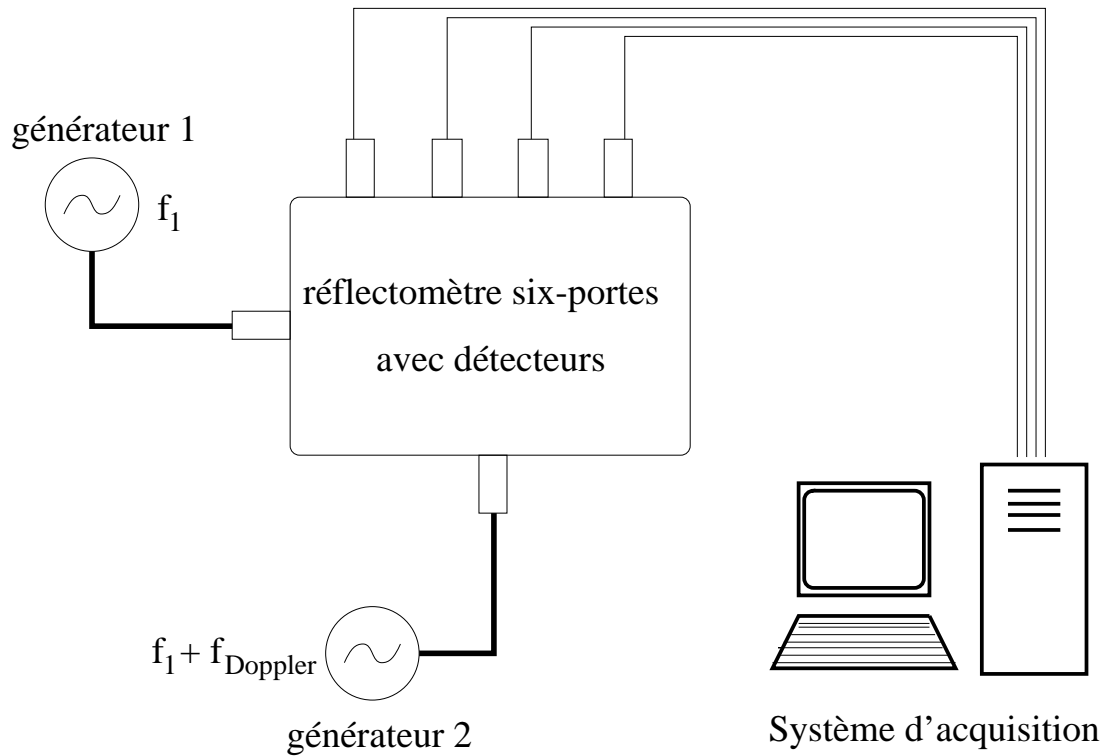 générateur 1
f1
réflectomètre six-portes
avec détecteurs
f1 + fDoppler
générateur 2
Système d'acquisition